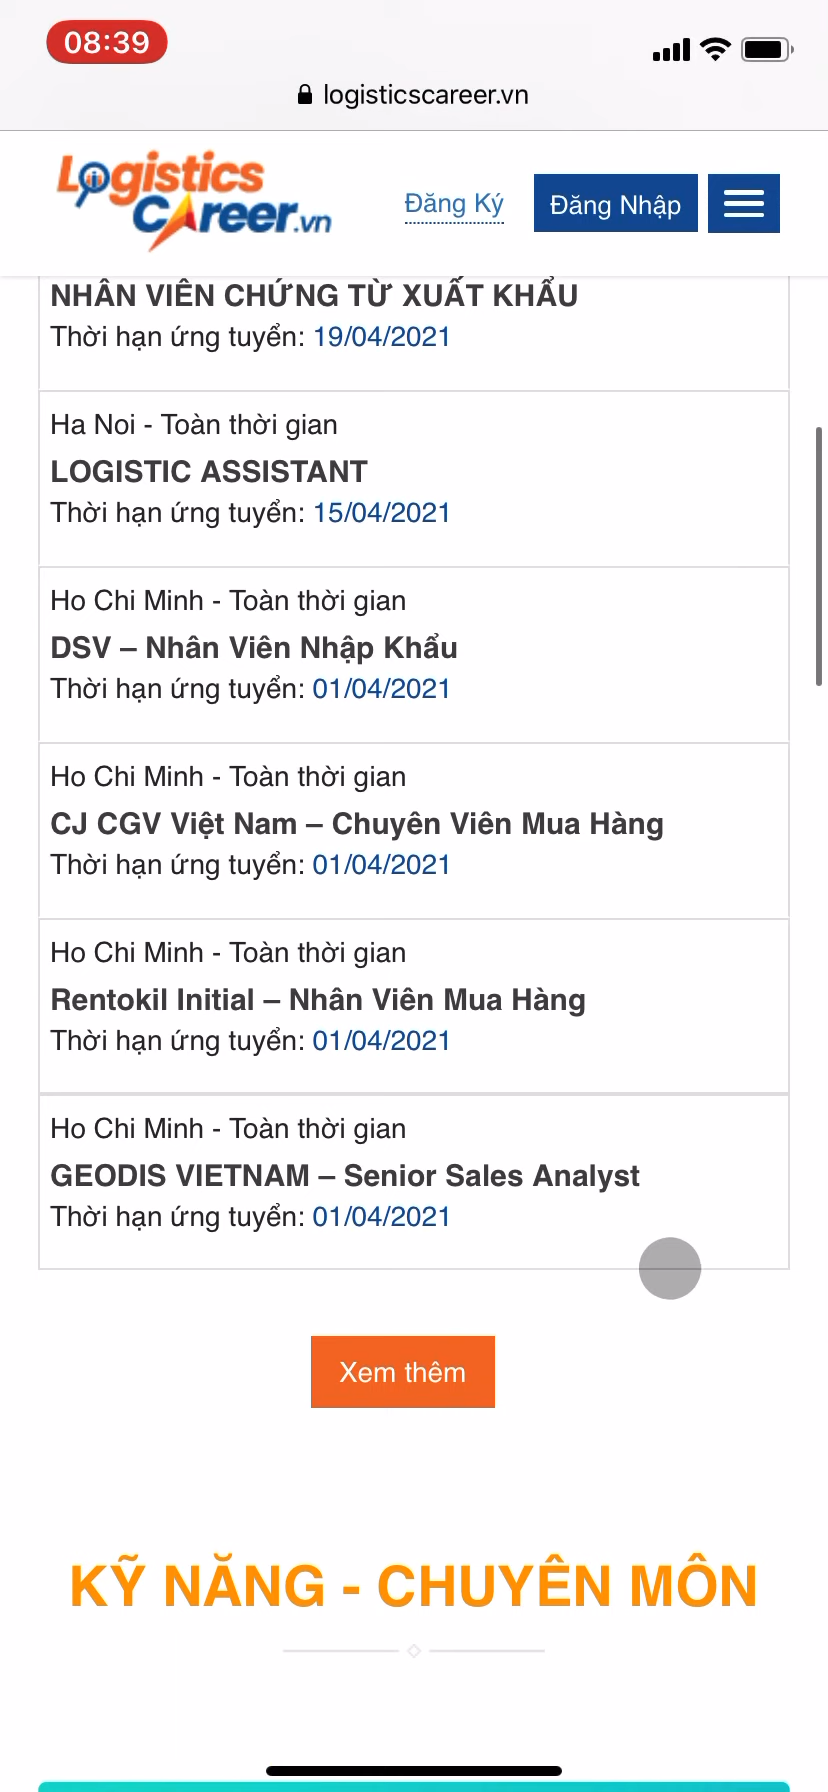 08:39
logisticscareer.vn
Logistics
Career.vn
Đăng Ký
Đăng Nhập
NHÂN VIÊN CHỨNG TỪ XUẤT KHẨU
Thời hạn ứng tuyển: 19/04/2021
Ha Noi - Toàn thời gian
LOGISTIC ASSISTANT
Thời hạn ứng tuyển: 15/04/2021
Ho Chi Minh - Toàn thời gian
DSV – Nhân Viên Nhập Khẩu
Thời hạn ứng tuyển: 01/04/2021
Ho Chi Minh - Toàn thời gian
CJ CGV Việt Nam – Chuyên Viên Mua Hàng
Thời hạn ứng tuyển: 01/04/2021
Ho Chi Minh - Toàn thời gian
Rentokil Initial – Nhân Viên Mua Hàng
Thời hạn ứng tuyển: 01/04/2021
Ho Chi Minh - Toàn thời gian
GEODIS VIETNAM – Senior Sales Analyst
Thời hạn ứng tuyển: 01/04/2021
Xem thêm
KỸ NĂNG - CHUYÊN MÔN